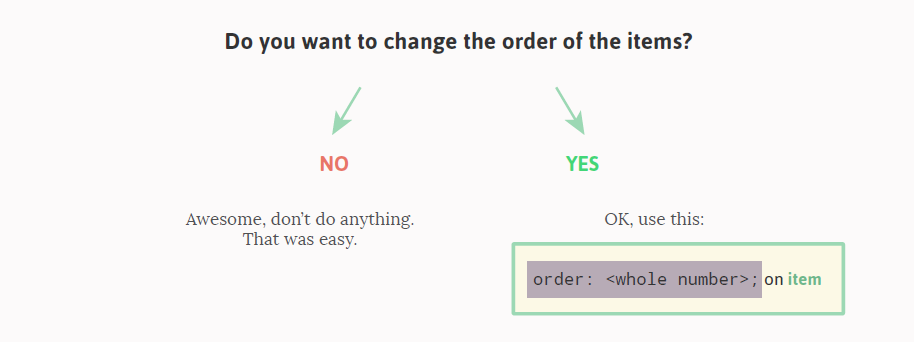 Do you want to change the order of the items?
NO
YES
Awesome, don’t do anything.
That was easy.
OK, use this:
order: <whole number>; on item